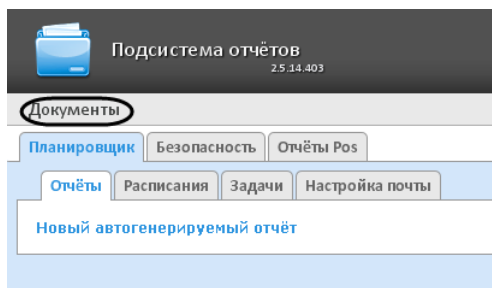 Подсистема отчётов
2.5.14.403
Документы
Планировщик Безопасность Отчёты Pos
Отчёты Расписания Задачи Настройка почты
Новый автогенерируемый отчёт